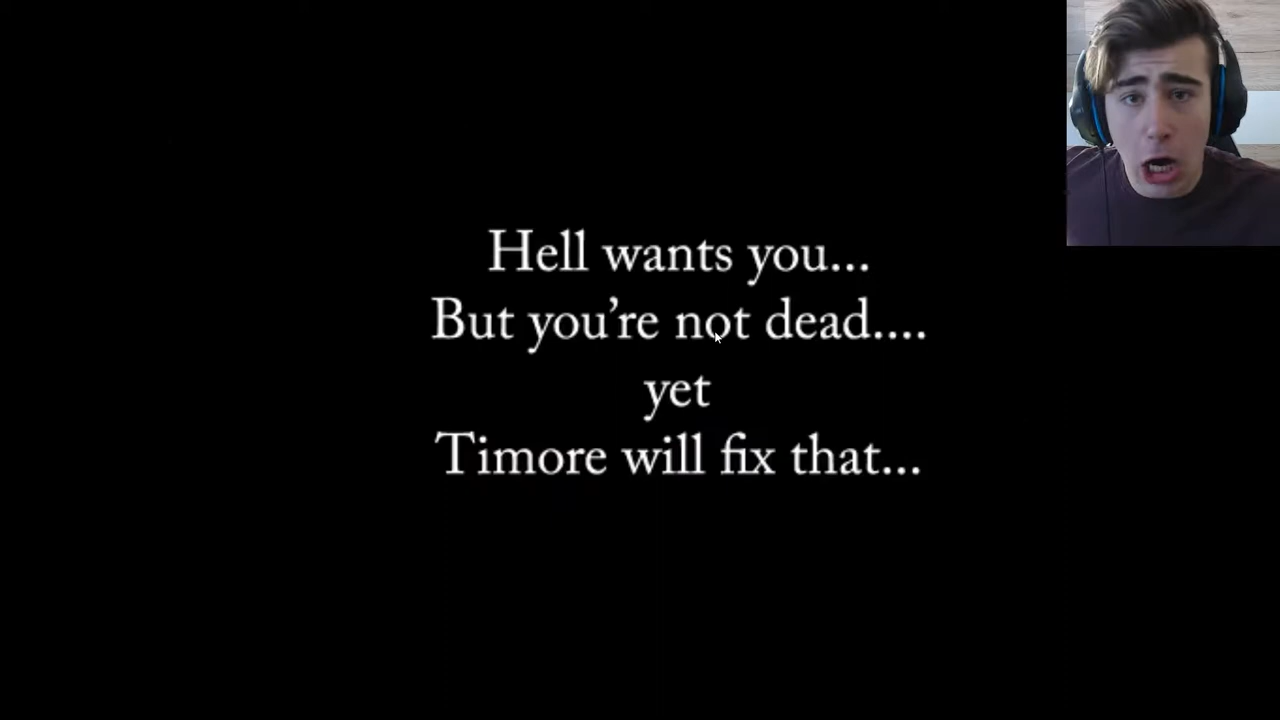 Hell wants you...
But you’re not dead....
yet
Timore will fix that...